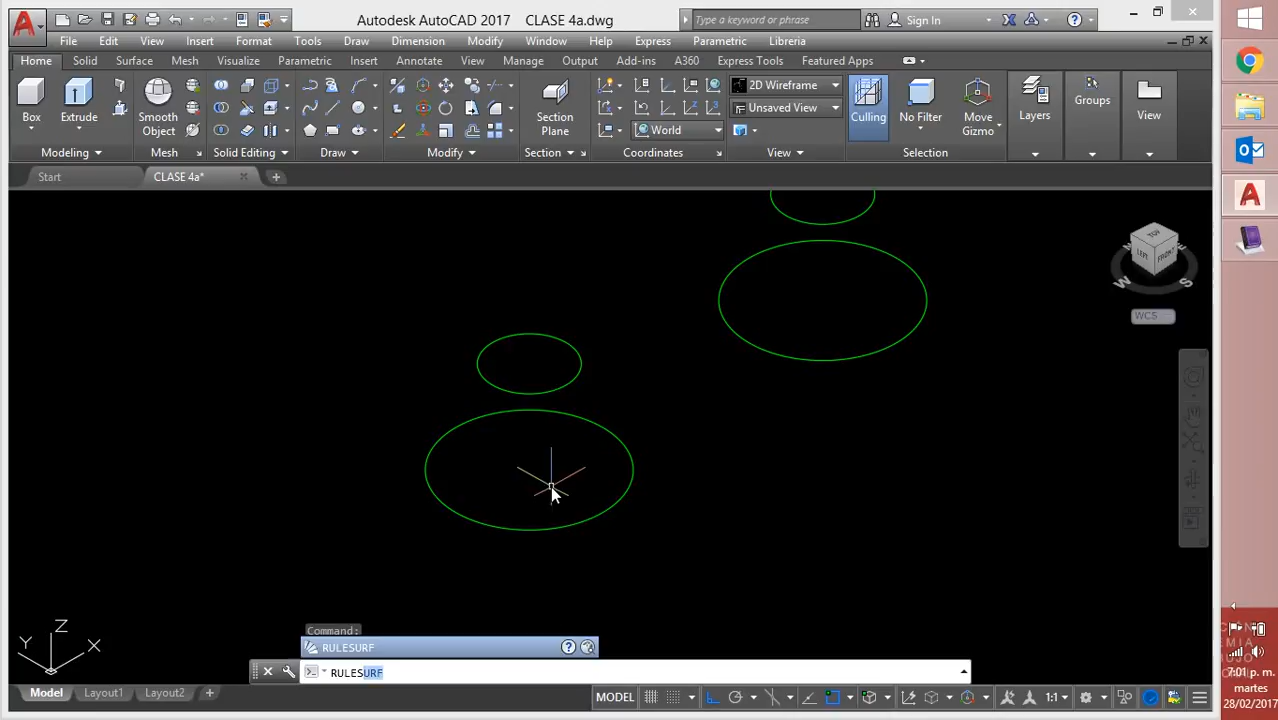 Autodesk AutoCAD 2017 CLASE 4a.dwg
Type a keyword or phrase
Sign In
File Edit View Insert Format Tools Draw Dimension Modify Window Help Express Parametric Libreria
Home Solid Surface Mesh Visualize Parametric Insert Annotate View Manage Output Add-ins A360 Express Tools Featured Apps
Box
Extrude
Smooth
Object
Section
Plane
2D Wireframe
Unsaved View
World
Culling
No Filter
Move
Gizmo
Layers
Groups
View
Modeling Mesh Solid Editing Draw Modify Section Coordinates View Selection
Start
CLASE 4a*
TOP
LEFT
FRONT
W
S
WCS
Z
Y
X
Command:
RULESURF
RULESURF
Model Layout1 Layout2
MODEL
1:1
7:01 p. m.
martes
28/02/2017